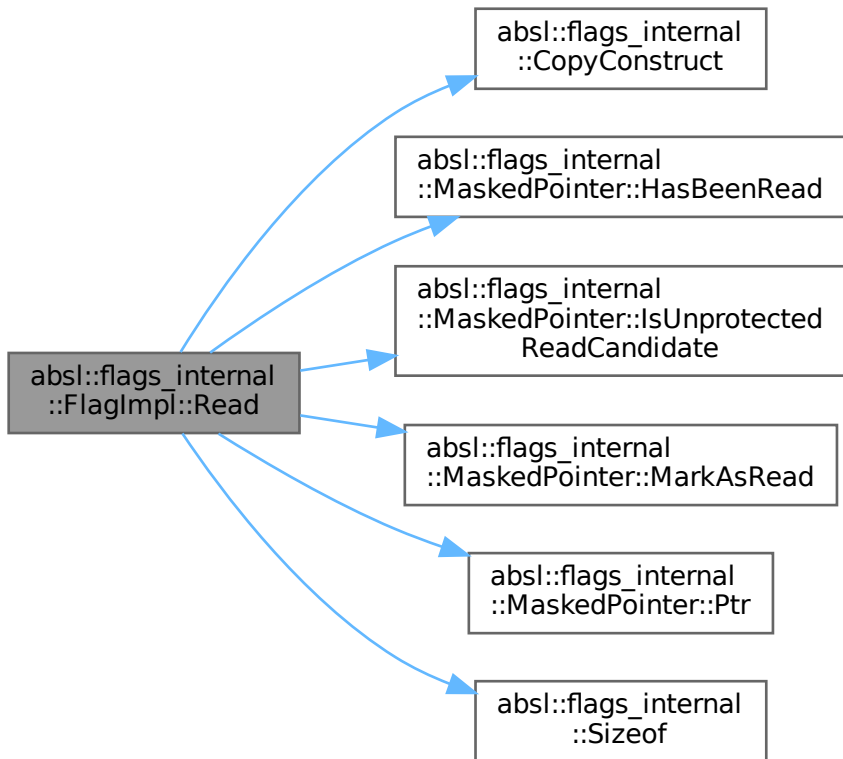 absl::flags_internal
::CopyConstruct
absl::flags_internal
::MaskedPointer::HasBeenRead
absl::flags_internal
::MaskedPointer::IsUnprotected
ReadCandidate
absl::flags_internal
::FlagImpl::Read
absl::flags_internal
::MaskedPointer::MarkAsRead
absl::flags_internal
::MaskedPointer::Ptr
absl::flags_internal
::Sizeof